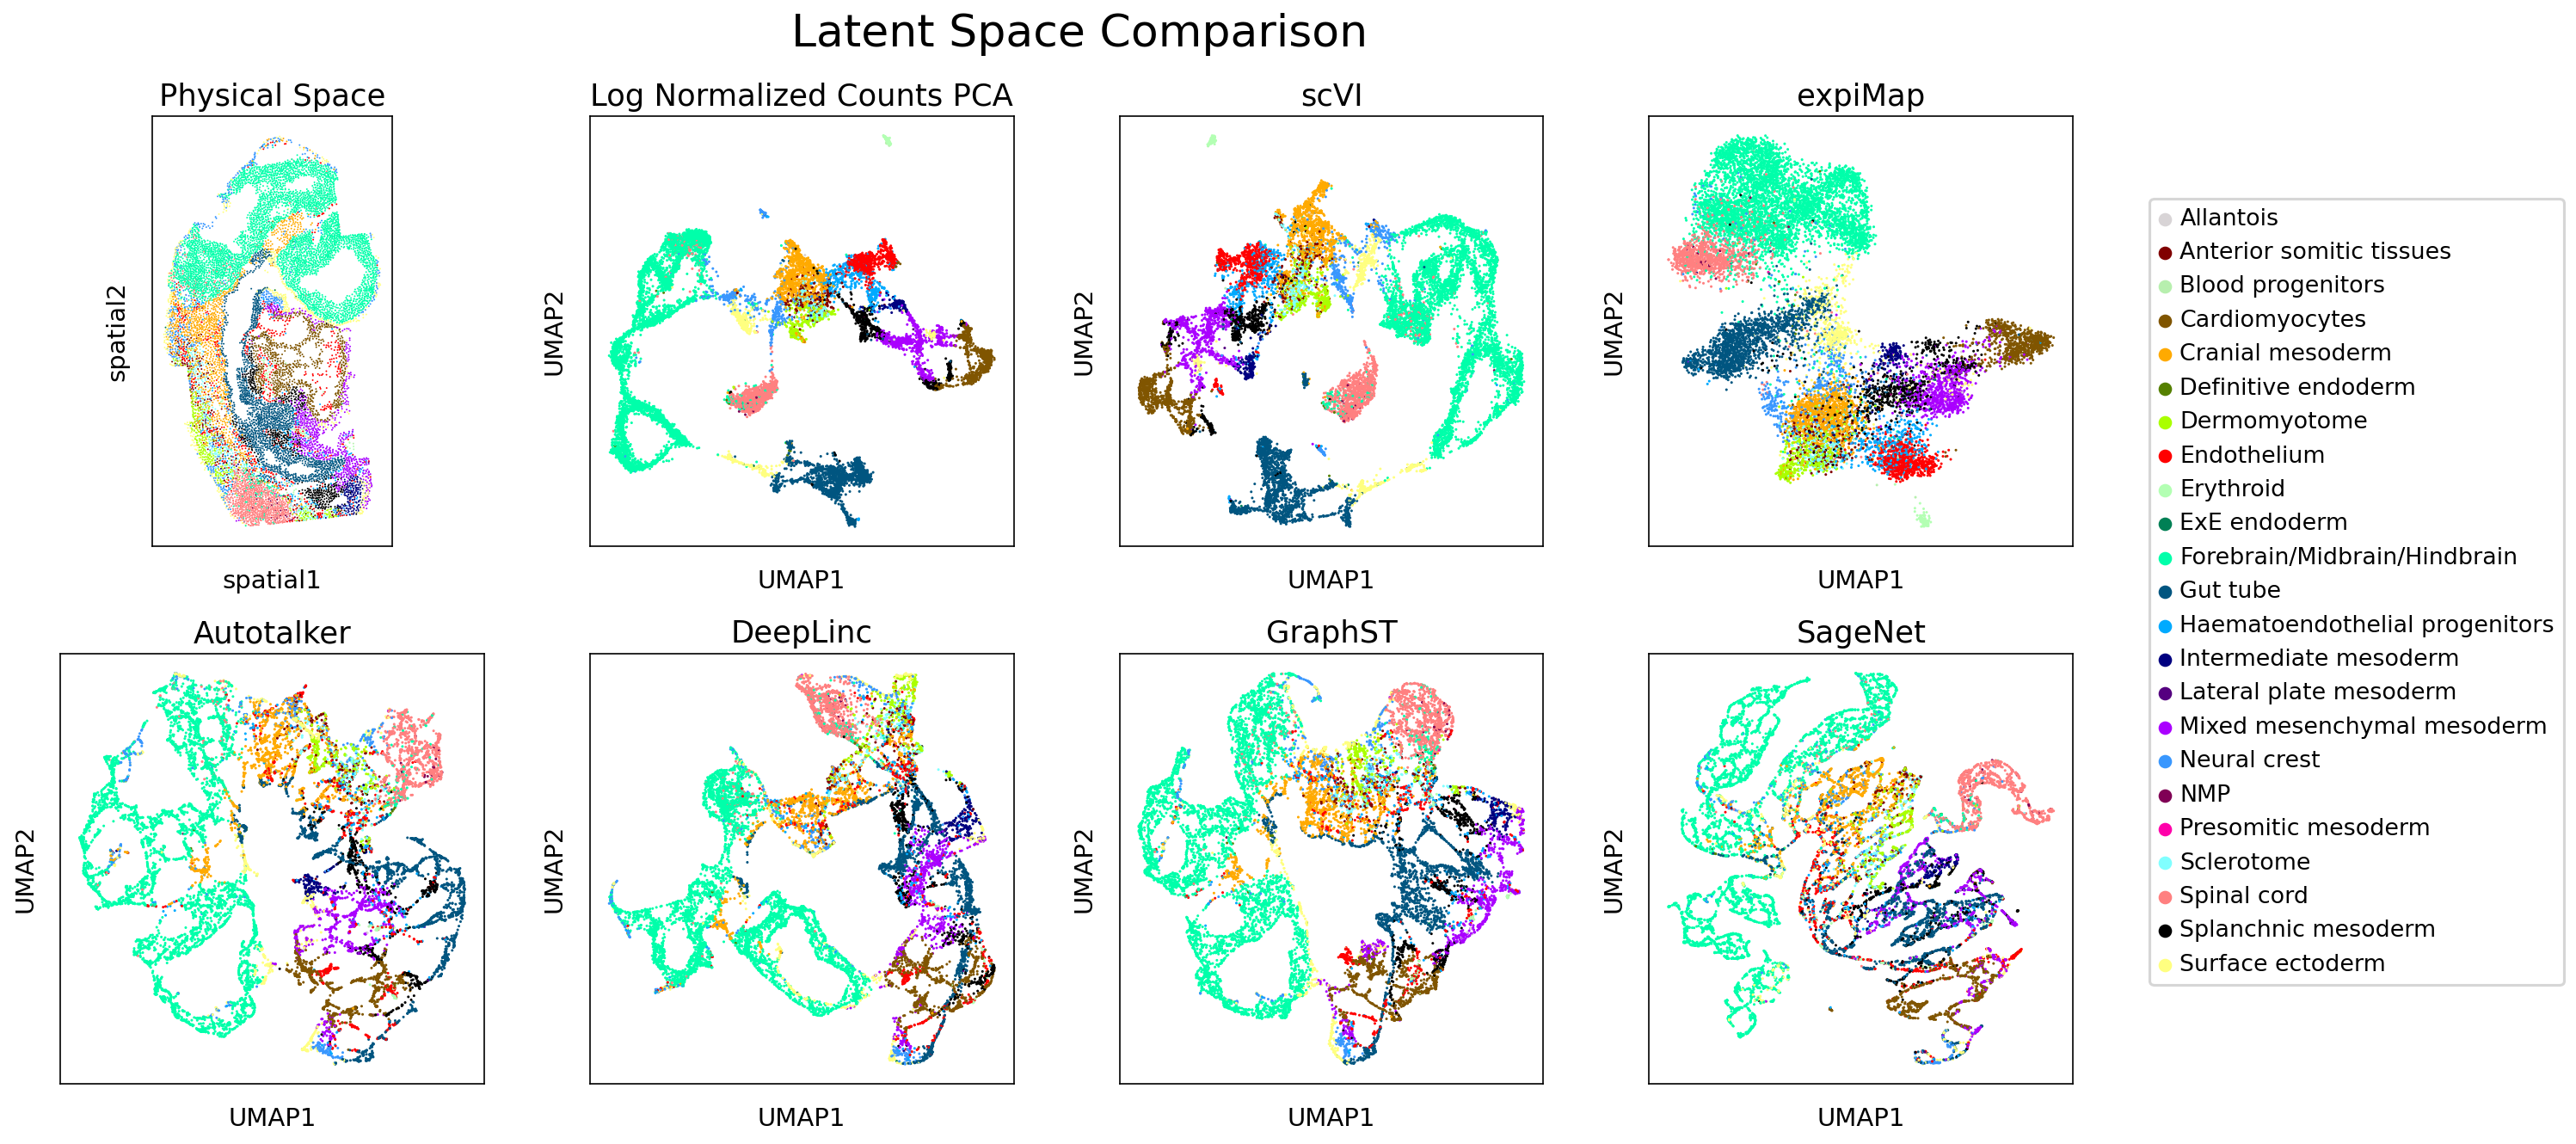 Latent Space Comparison
Physical Space
spatial2
spatial1
Log Normalized Counts PCA
UMAP2
UMAP1
scVI
UMAP2
UMAP1
expiMap
UMAP2
UMAP1
Autotalker
UMAP2
UMAP1
DeepLinc
UMAP2
UMAP1
GraphST
UMAP2
UMAP1
SageNet
UMAP2
UMAP1
Allantois
Anterior somitic tissues
Blood progenitors
Cardiomyocytes
Cranial mesoderm
Definitive endoderm
Dermomyotome
Endothelium
Erythroid
ExE endoderm
Forebrain/Midbrain/Hindbrain
Gut tube
Haematoendothelial progenitors
Intermediate mesoderm
Lateral plate mesoderm
Mixed mesenchymal mesoderm
Neural crest
NMP
Presomitic mesoderm
Sclerotome
Spinal cord
Splanchnic mesoderm
Surface ectoderm